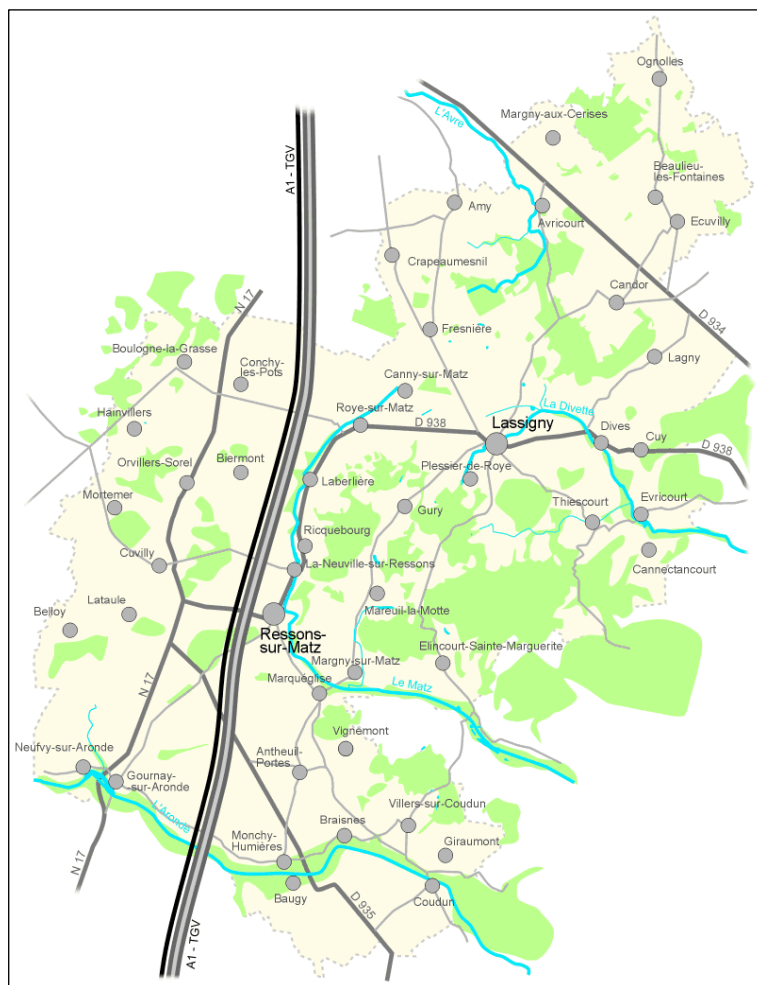 Ognolles
L'Avre
Margny-aux-Cerises
A1 - TGV
Beaulieu-
les-Fontaines
Amy
Avricourt
Ecuvilly
Crapeaumesnil
Candor
N 17
D 934
Fresnière
Boulogne-la-Grasse
Conchy-
les-Pots
Lagny
Canny-sur-Matz
La Divette
Hainvillers
Roye-sur-Matz
D 938
Lassigny
Dives
Cuy
D 938
Orvillers-Sorel
Biermont
Plessier-de-Roye
Laberlière
Mortemer
Gury
Thiescourt
Evricourt
Ricquebourg
Cuvilly
La-Neuville-sur-Ressons
Cannectancourt
Belloy
Lataule
Mareuil-la-Motte
Ressons-
sur-Matz
Margny-sur-Matz
Elincourt-Sainte-Marguerite
N 17
Marquéglise
Le Matz
Vignemont
Neufvy-sur-Aronde
Antheuil-
Portes
Gournay-
-sur-Aronde
L'Aronde
Villers-sur-Coudun
Braisnes
N 17
Monchy-
Humières
Giraumont
Baugy
Coudun
D 935
A1 - TGV